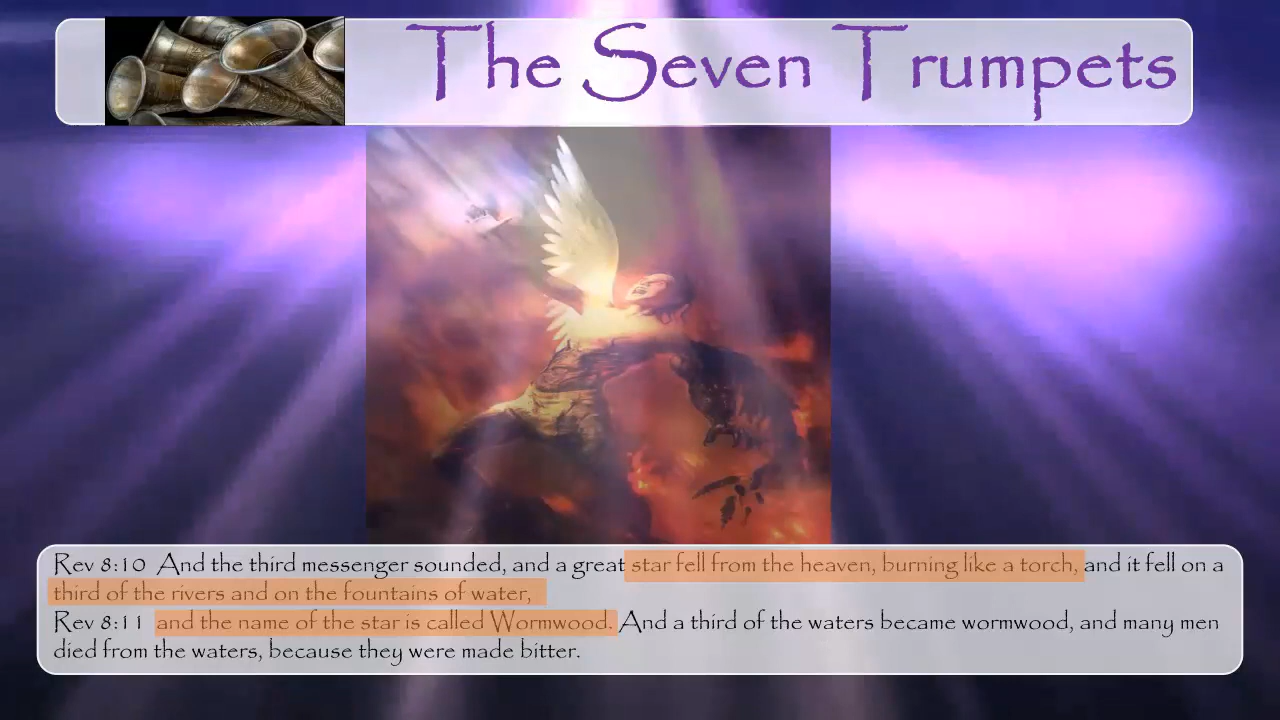 The Seven Trumpets
Rev 8:10 And the third messenger sounded, and a great star fell from the heaven, burning like a torch, and it fell on a
third of the rivers and on the fountains of water,
Rev 8:11 and the name of the star is called Wormwood. And a third of the waters became wormwood, and many men
died from the waters, because they were made bitter.